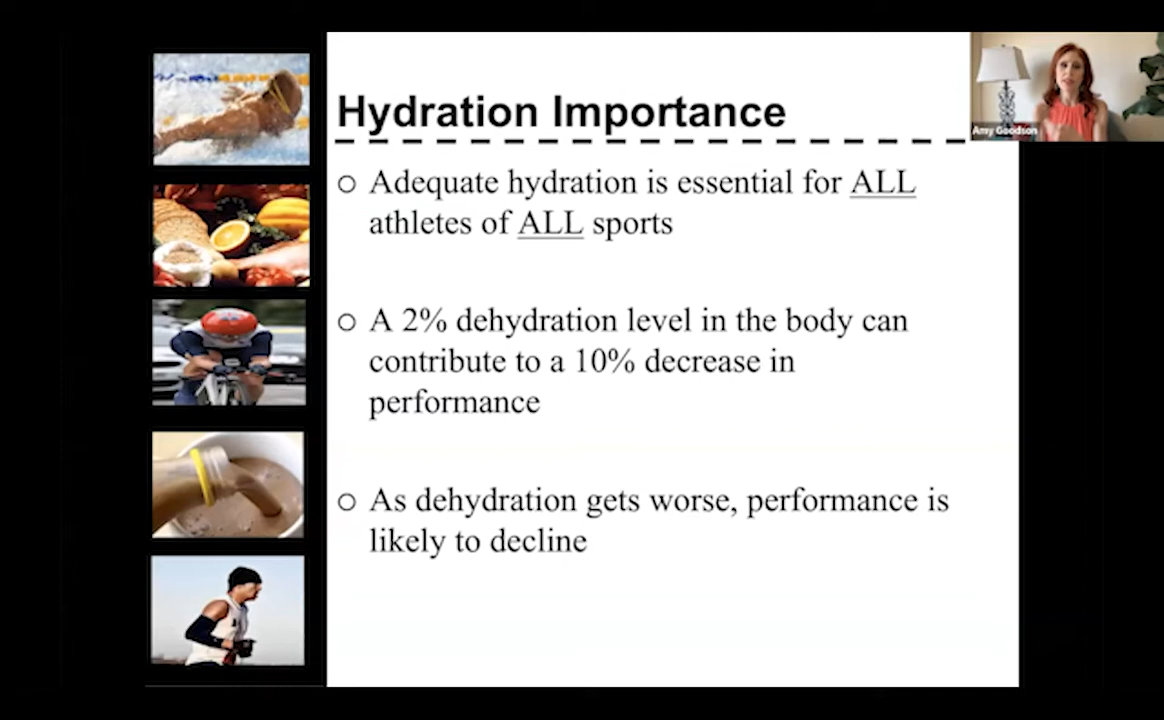 Hydration Importance
Amy Goodson
○ Adequate hydration is essential for ALL
athletes of ALL sports
○ A 2% dehydration level in the body can
contribute to a 10% decrease in
performance
○ As dehydration gets worse, performance is
likely to decline